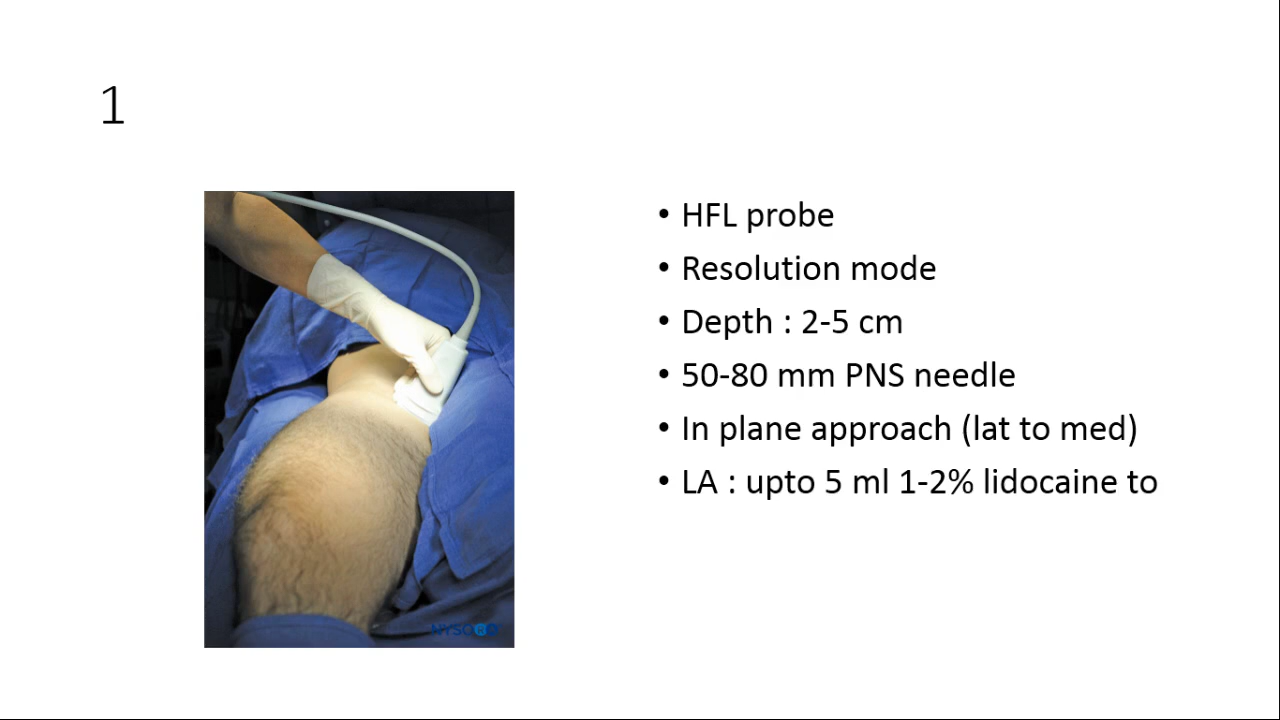 1
• HFL probe
• Resolution mode
• Depth : 2-5 cm
• 50-80 mm PNS needle
• In plane approach (lat to med)
• LA : upto 5 ml 1-2% lidocaine to
NYSORA